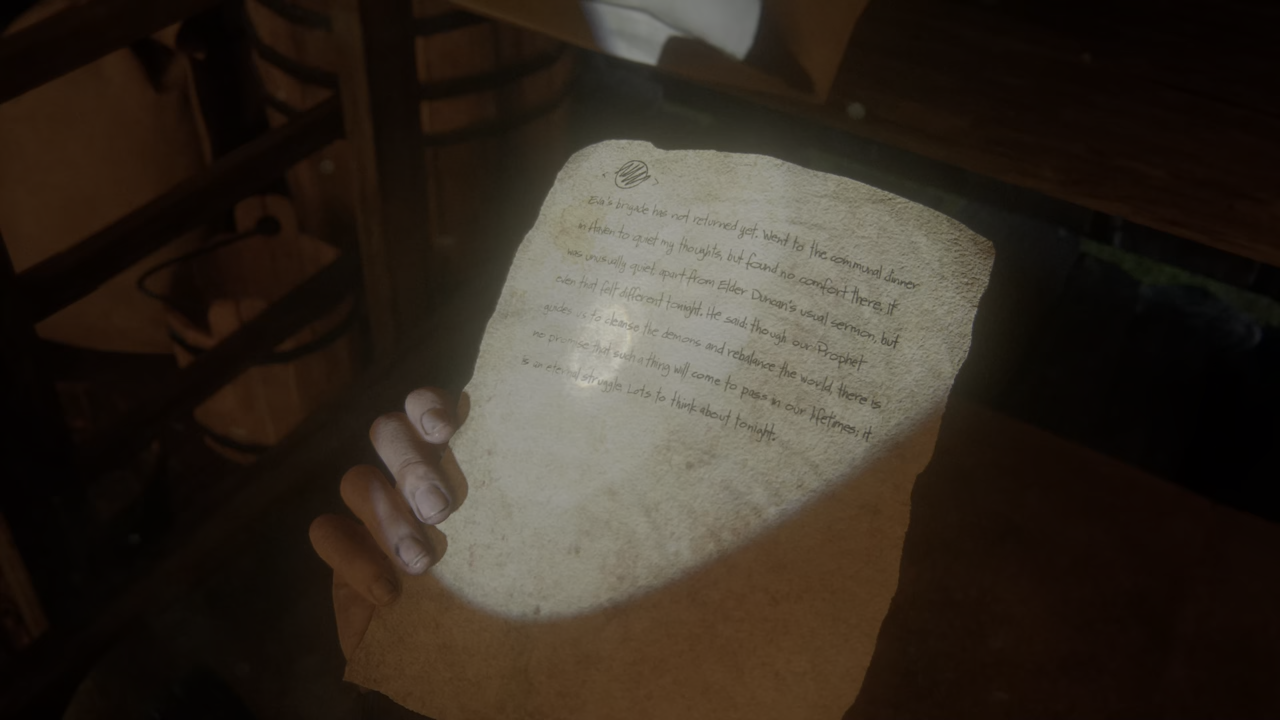 Eva's brigade has not returned yet. Went to the communal dinner
in Haven to quiet my thoughts, but found no comfort there, it
was unusually quiet apart from Elder Duncan's usual sermon, but
even that felt different tonight. He said: though our Prophet
guides us to cleanse the demons and rebalance the world, there is
no promise that such a thing will come to pass in our lifetimes; it
is an eternal struggle. Lots to think about tonight.